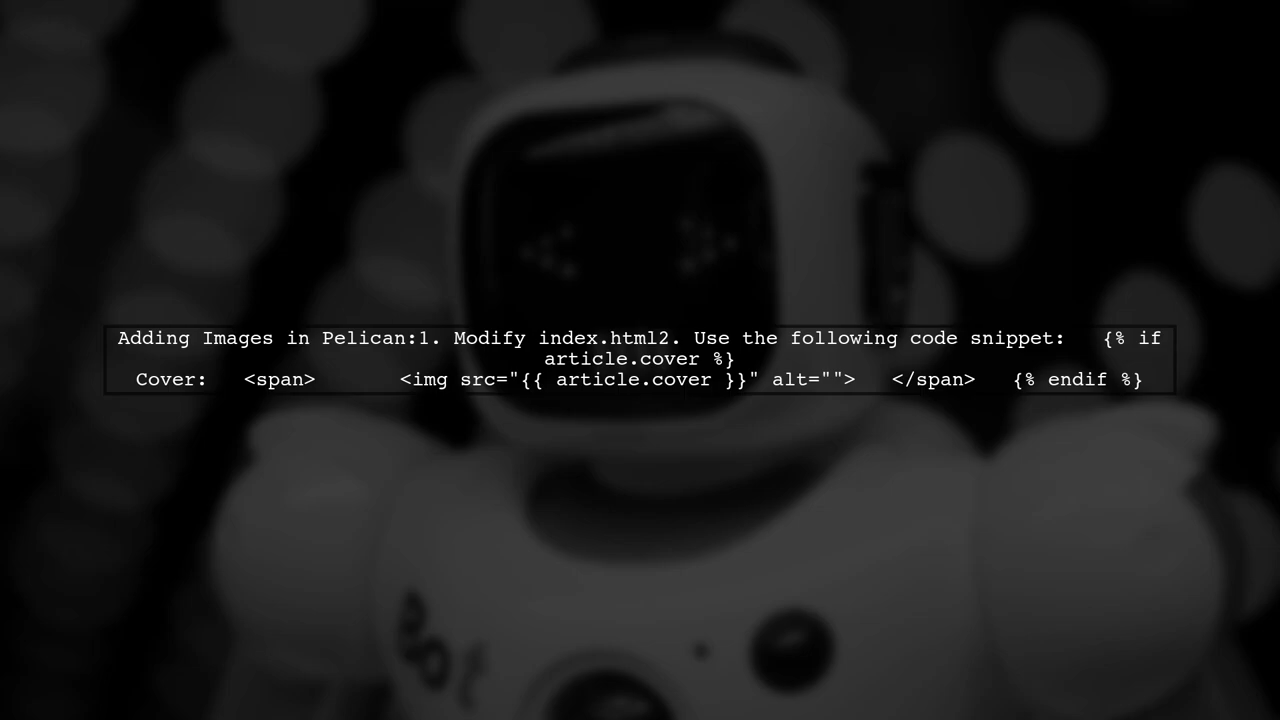 Adding Images in Pelican:1. Modify index.html2. Use the following code snippet:   {% if
article.cover %}
Cover:   <span>       <img src="{{ article.cover }}" alt="">   </span>   {% endif %}